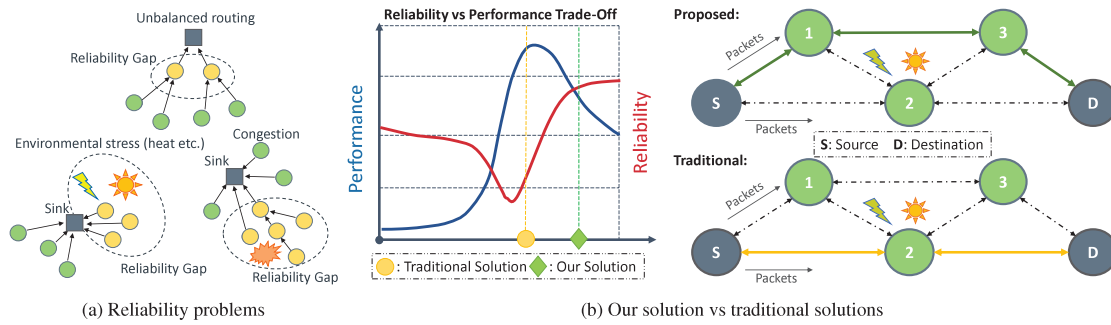 Unbalanced routing
Reliability Gap
Environmental stress (heat etc.)
Sink
Reliability Gap
Congestion
Sink
Reliability Gap
(a) Reliability problems
Reliability vs Performance Trade-Off
Performance
Reliability
: Traditional Solution
: Our Solution
Proposed:
Packets
1
3
S
2
D
Packets
S: Source D: Destination
Traditional:
Packets
1
3
S
2
D
Packets
(b) Our solution vs traditional solutions